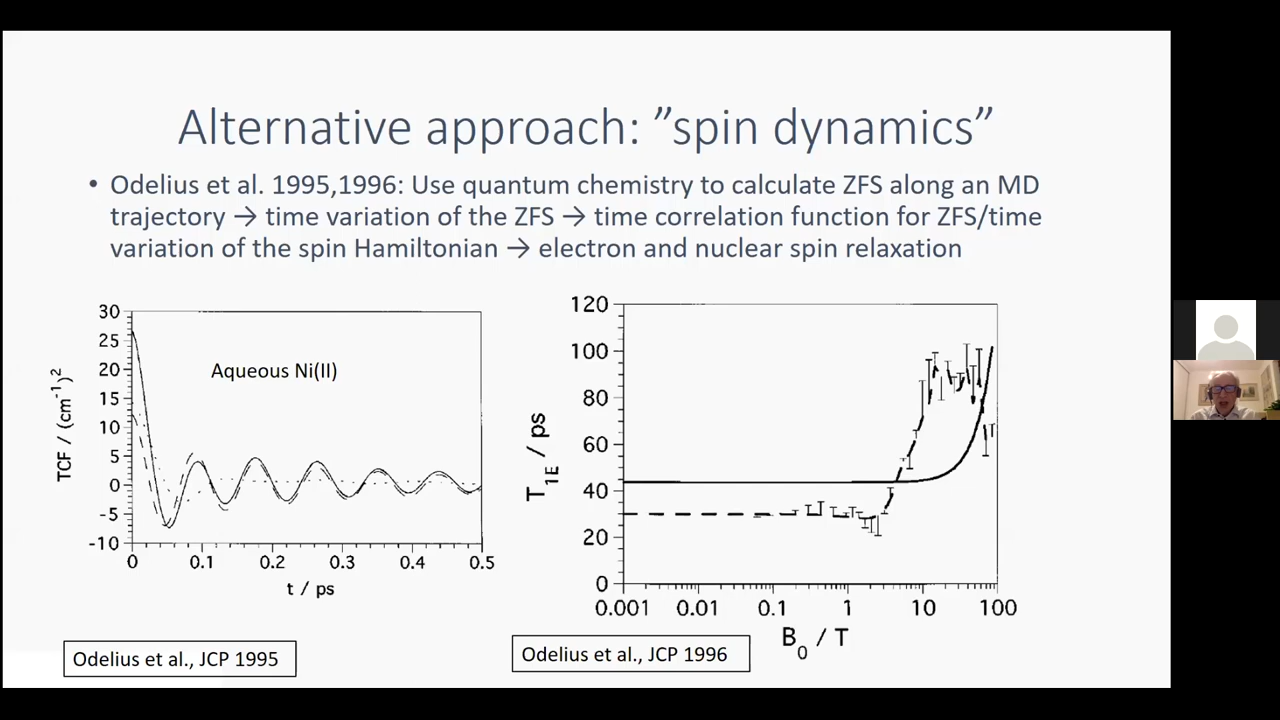 Alternative approach: ”spin dynamics”
• Odelius et al. 1995,1996: Use quantum chemistry to calculate ZFS along an MD
trajectory → time variation of the ZFS → time correlation function for ZFS/time
variation of the spin Hamiltonian → electron and nuclear spin relaxation
30
25
20
15
10
5
0
-5
-10
TCF / (cm⁻¹)²
Aqueous Ni(II)
0 0.1 0.2 0.3 0.4 0.5
t / ps
Odelius et al., JCP 1995
120
100
80
60
40
20
0
T1E / ps
0.001 0.01 0.1 1 10 100
B0 / T
Odelius et al., JCP 1996